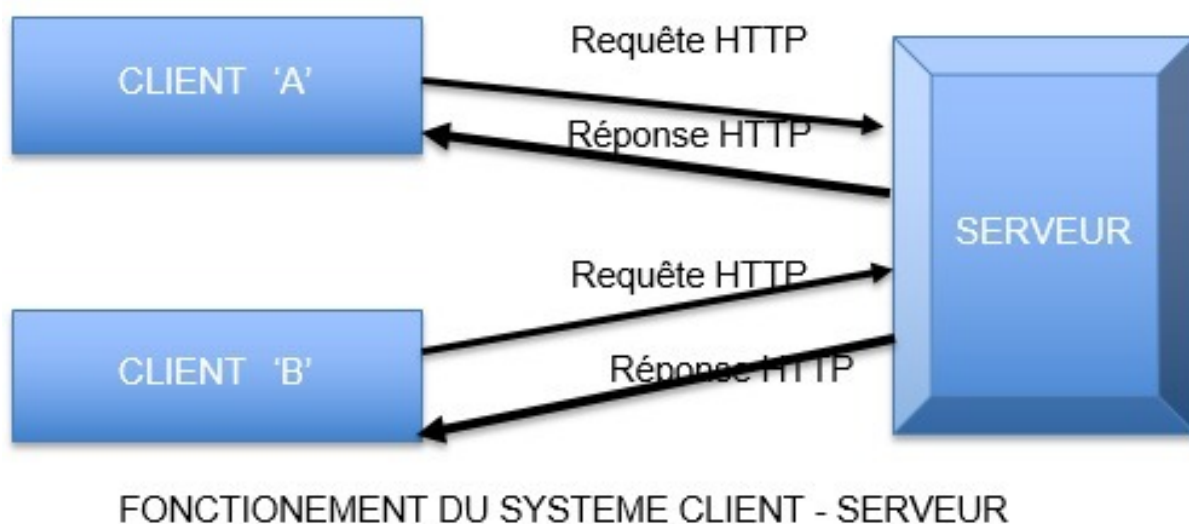 Requête HTTP
CLIENT 'A'
Réponse HTTP
SERVEUR
Requête HTTP
CLIENT 'B'
Réponse HTTP
FONCTIONEMENT DU SYSTEME CLIENT - SERVEUR